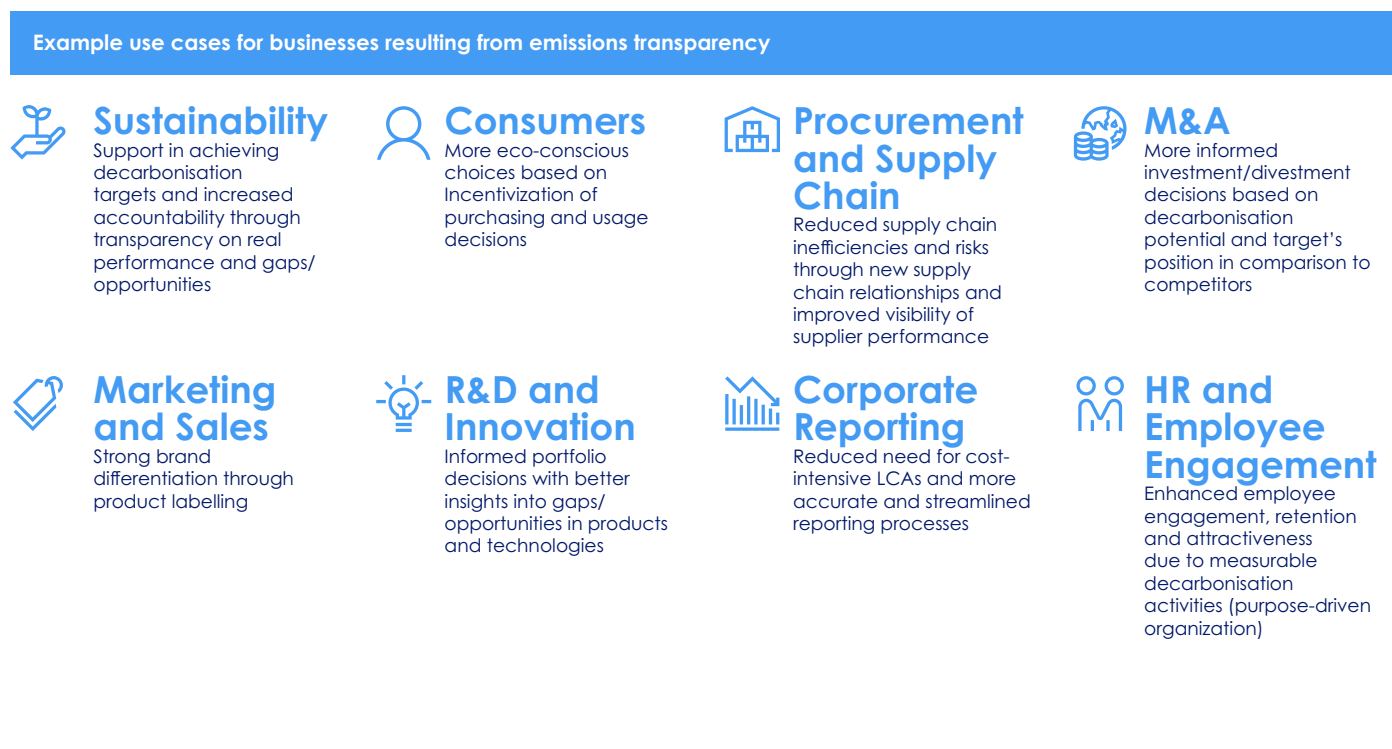 Example use cases for businesses resulting from emissions transparency
Sustainability
Support in achieving
decarbonisation
targets and increased
accountability through
transparency on real
performance and gaps/
opportunities
Consumers
More eco-conscious
choices based on
Incentivization of
purchasing and usage
decisions
Procurement
and Supply
Chain
Reduced supply chain
inefficiencies and risks
through new supply
chain relationships and
improved visibility of
supplier performance
M&A
More informed
investment/divestment
decisions based on
decarbonisation
potential and target's
position in comparison to
competitors
Marketing
and Sales
Strong brand
differentiation through
product labelling
R&D and
Innovation
Informed portfolio
decisions with better
insights into gaps/
opportunities in products
and technologies
Corporate
Reporting
Reduced need for cost-
intensive LCAs and more
accurate and streamlined
reporting processes
HR and
Employee
Engagement
Enhanced employee
engagement, retention
and attractiveness
due to measurable
decarbonisation
activities (purpose-driven
organization)